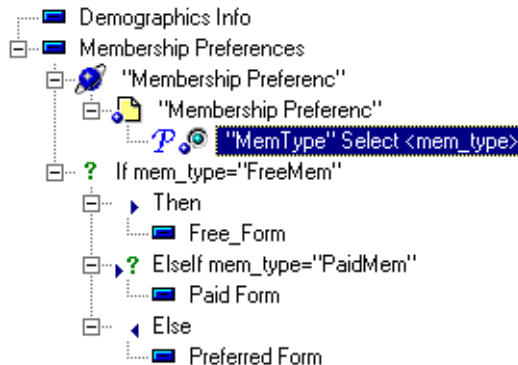 Demographics Info
Membership Preferences
"Membership Preferenc"
"Membership Preferenc"
P "MemType" Select <mem_type>
? If mem_type="FreeMem"
Then
Free_Form
? ElseIf mem_type="PaidMem"
Paid Form
Else
Preferred Form